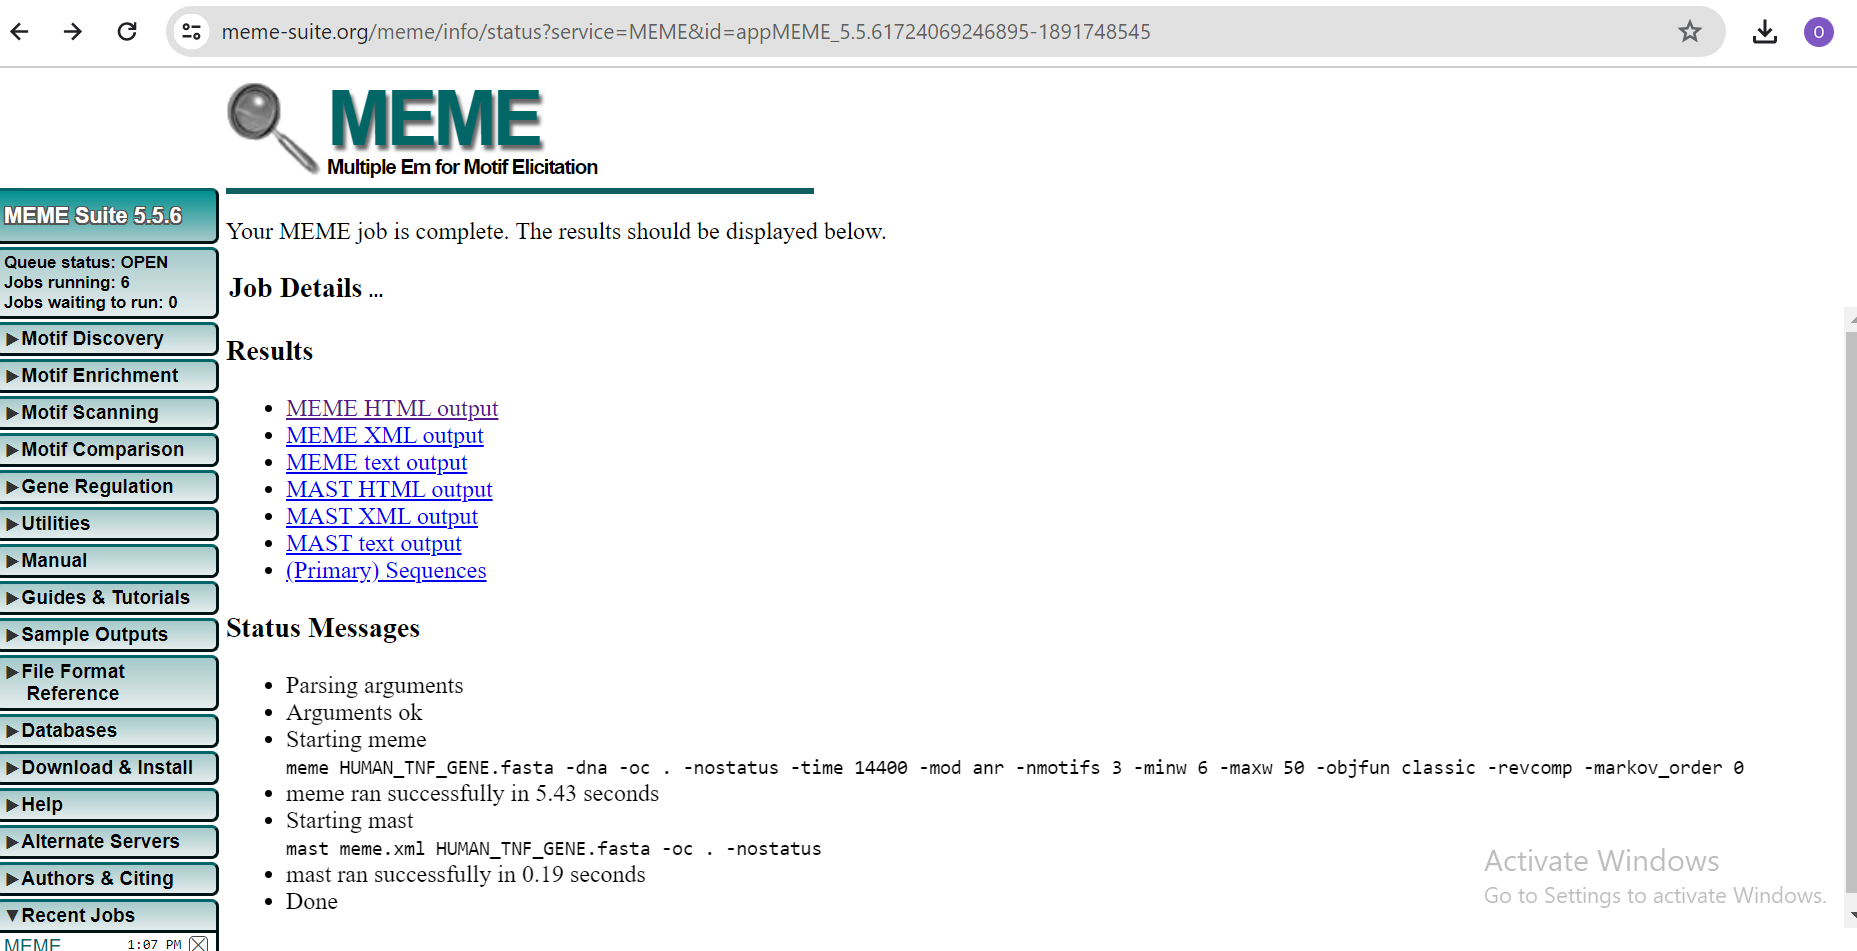 meme-suite.org/meme/info/status?service=MEME&id=appMEME_5.5.61724069246895-1891748545
O
MEME
Multiple Em for Motif Elicitation
MEME Suite 5.5.6
Queue status: OPEN
Jobs running: 6
Jobs waiting to run: 0
▶Motif Discovery
▶Motif Enrichment
▶Motif Scanning
▶Motif Comparison
▶Gene Regulation
▶Utilities
▶Manual
▶Guides & Tutorials
▶Sample Outputs
▶File Format
Reference
▶Databases
▶Download & Install
▶Help
▶Alternate Servers
▶Authors & Citing
▼Recent Jobs
MEME 1:07 PM
Your MEME job is complete. The results should be displayed below.
Job Details ...
Results
• MEME HTML output
• MEME XML output
• MEME text output
• MAST HTML output
• MAST XML output
• MAST text output
• (Primary) Sequences
Status Messages
• Parsing arguments
• Arguments ok
• Starting meme
meme HUMAN_TNF_GENE.fasta -dna -oc . -nostatus -time 14400 -mod anr -nmotifs 3 -minw 6 -maxw 50 -objfun classic -revcomp -markov_order 0
• meme ran successfully in 5.43 seconds
• Starting mast
mast meme.xml HUMAN_TNF_GENE.fasta -oc . -nostatus
• mast ran successfully in 0.19 seconds
• Done
Activate Windows
Go to Settings to activate Windows.